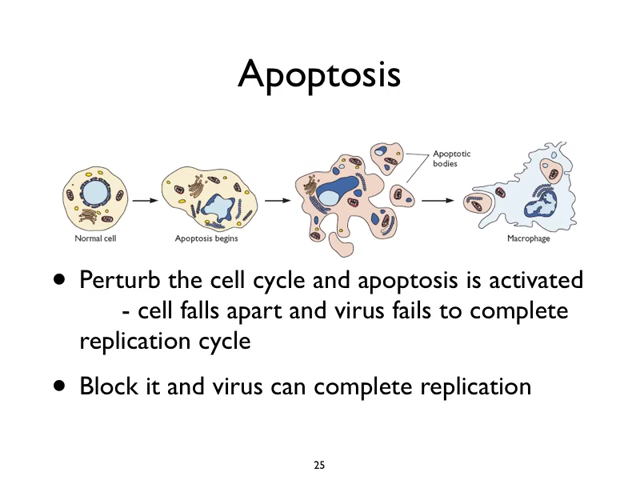 Apoptosis
Apoptotic
bodies
Normal cell
Apoptosis begins
Macrophage
• Perturb the cell cycle and apoptosis is activated
- cell falls apart and virus fails to complete
replication cycle
• Block it and virus can complete replication
25